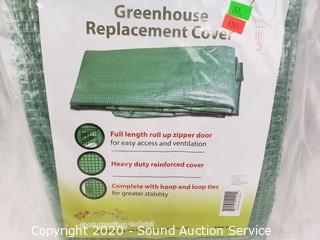 Greenhouse
Replacement Cover
Full length roll up zipper door
for easy access and ventilation
Heavy duty reinforced cover
Complete with hoop and loop ties
for greater stability
Copyright 2020 - Sound Auction Service